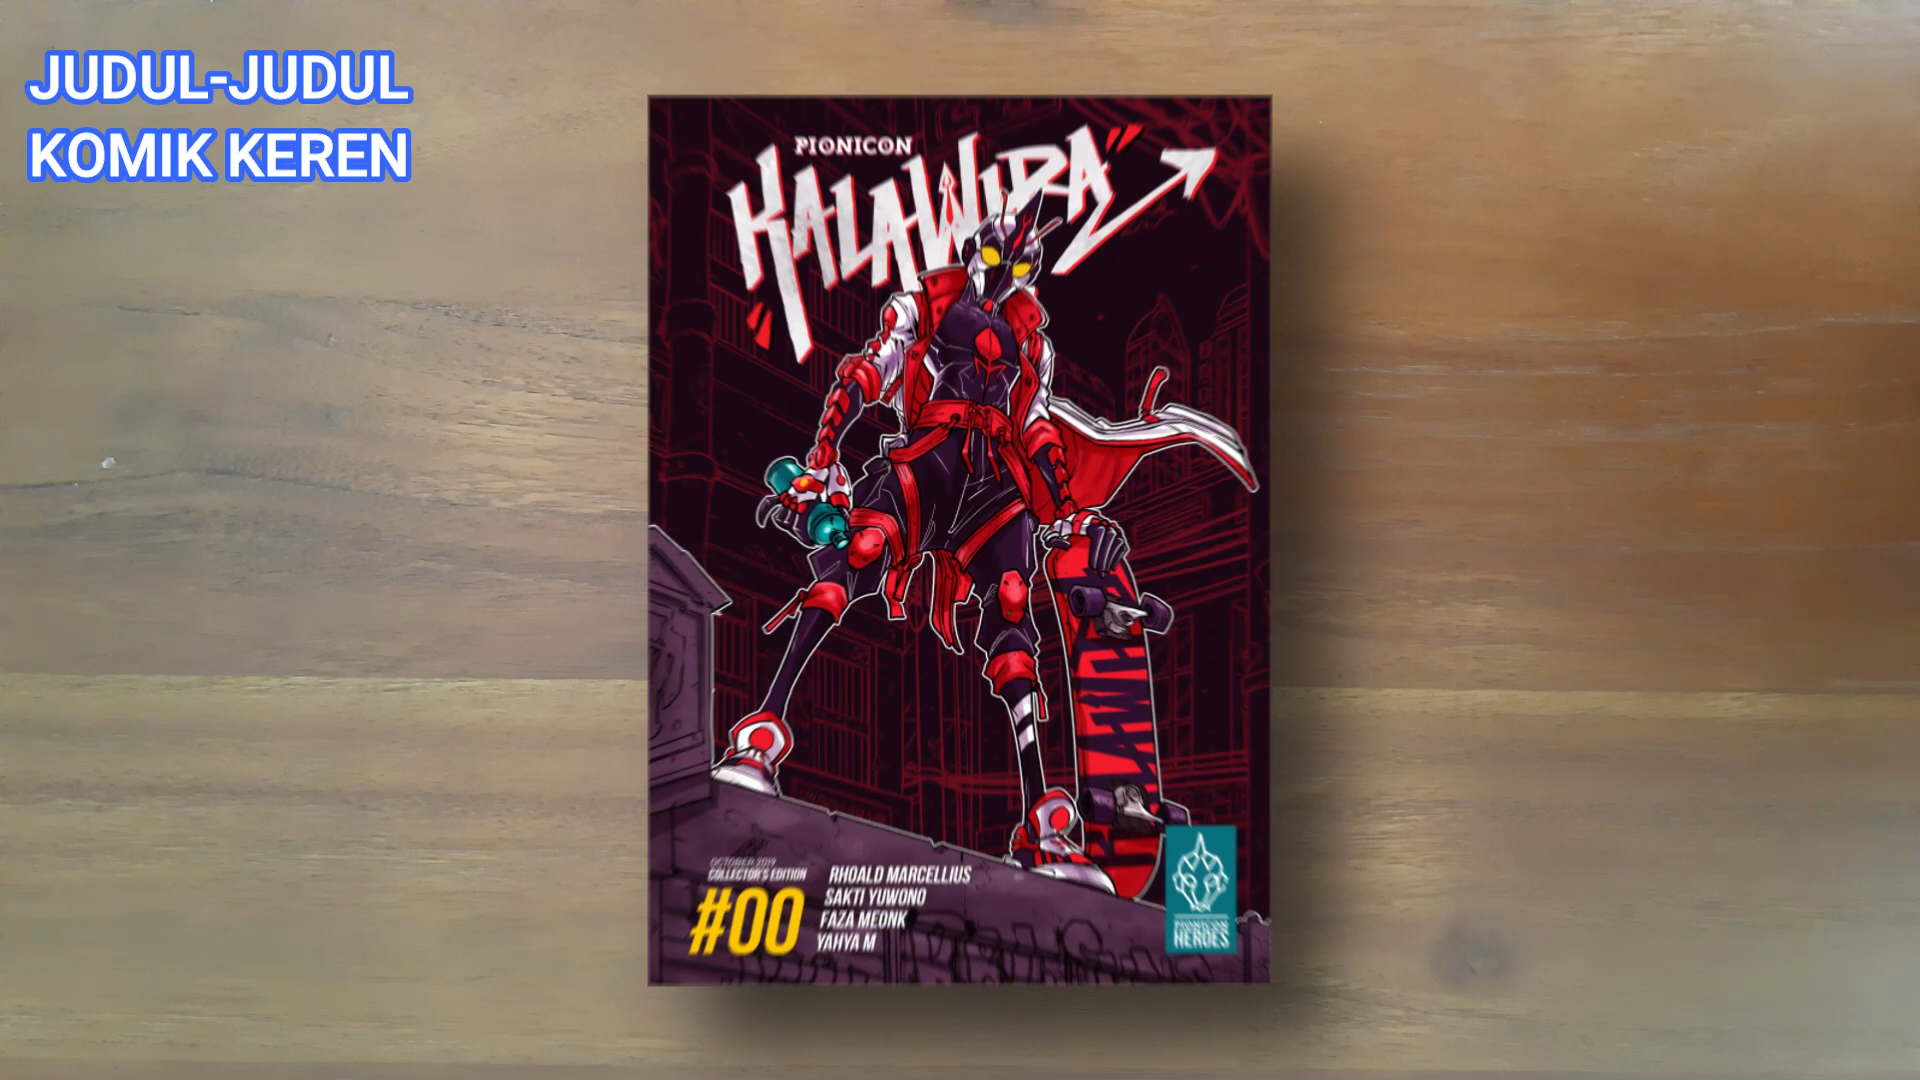 JUDUL-JUDUL
KOMIK KEREN
PIONICON
KALAWIRA
OCTOBER 2019
COLLECTOR'S EDITION
#00
RHOALD MARCELLIUS
SAKTI YUWONO
FAZA MEONK
YAHYA M
PIONICON
HEROES